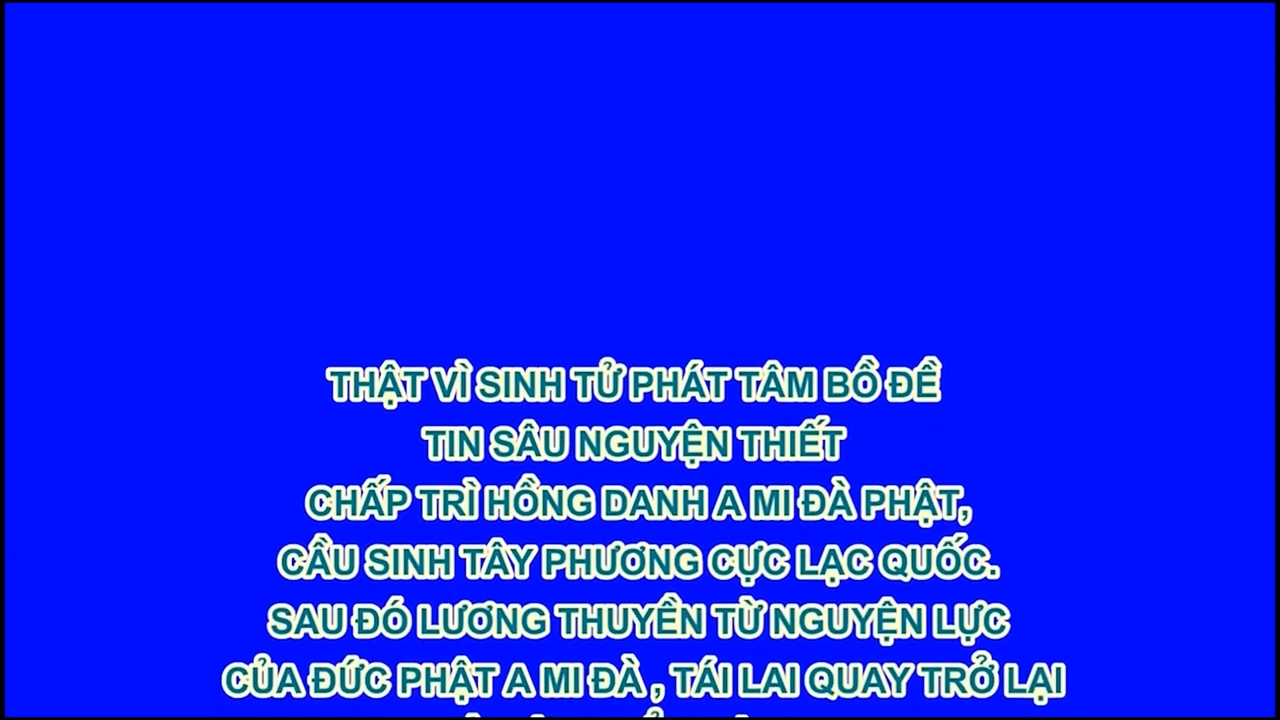 THẬT VÌ SINH TỬ PHÁT TÂM BỒ ĐỀ
TIN SÂU NGUYỆN THIẾT
CHẤP TRÌ HỒNG DANH A MI ĐÀ PHẬT,
CẦU SINH TÂY PHƯƠNG CỰC LẠC QUỐC.
SAU ĐÓ LƯƠNG THUYỀN TỪ NGUYỆN LỰC
CỦA ĐỨC PHẬT A MI ĐÀ , TÁI LAI QUAY TRỞ LẠI